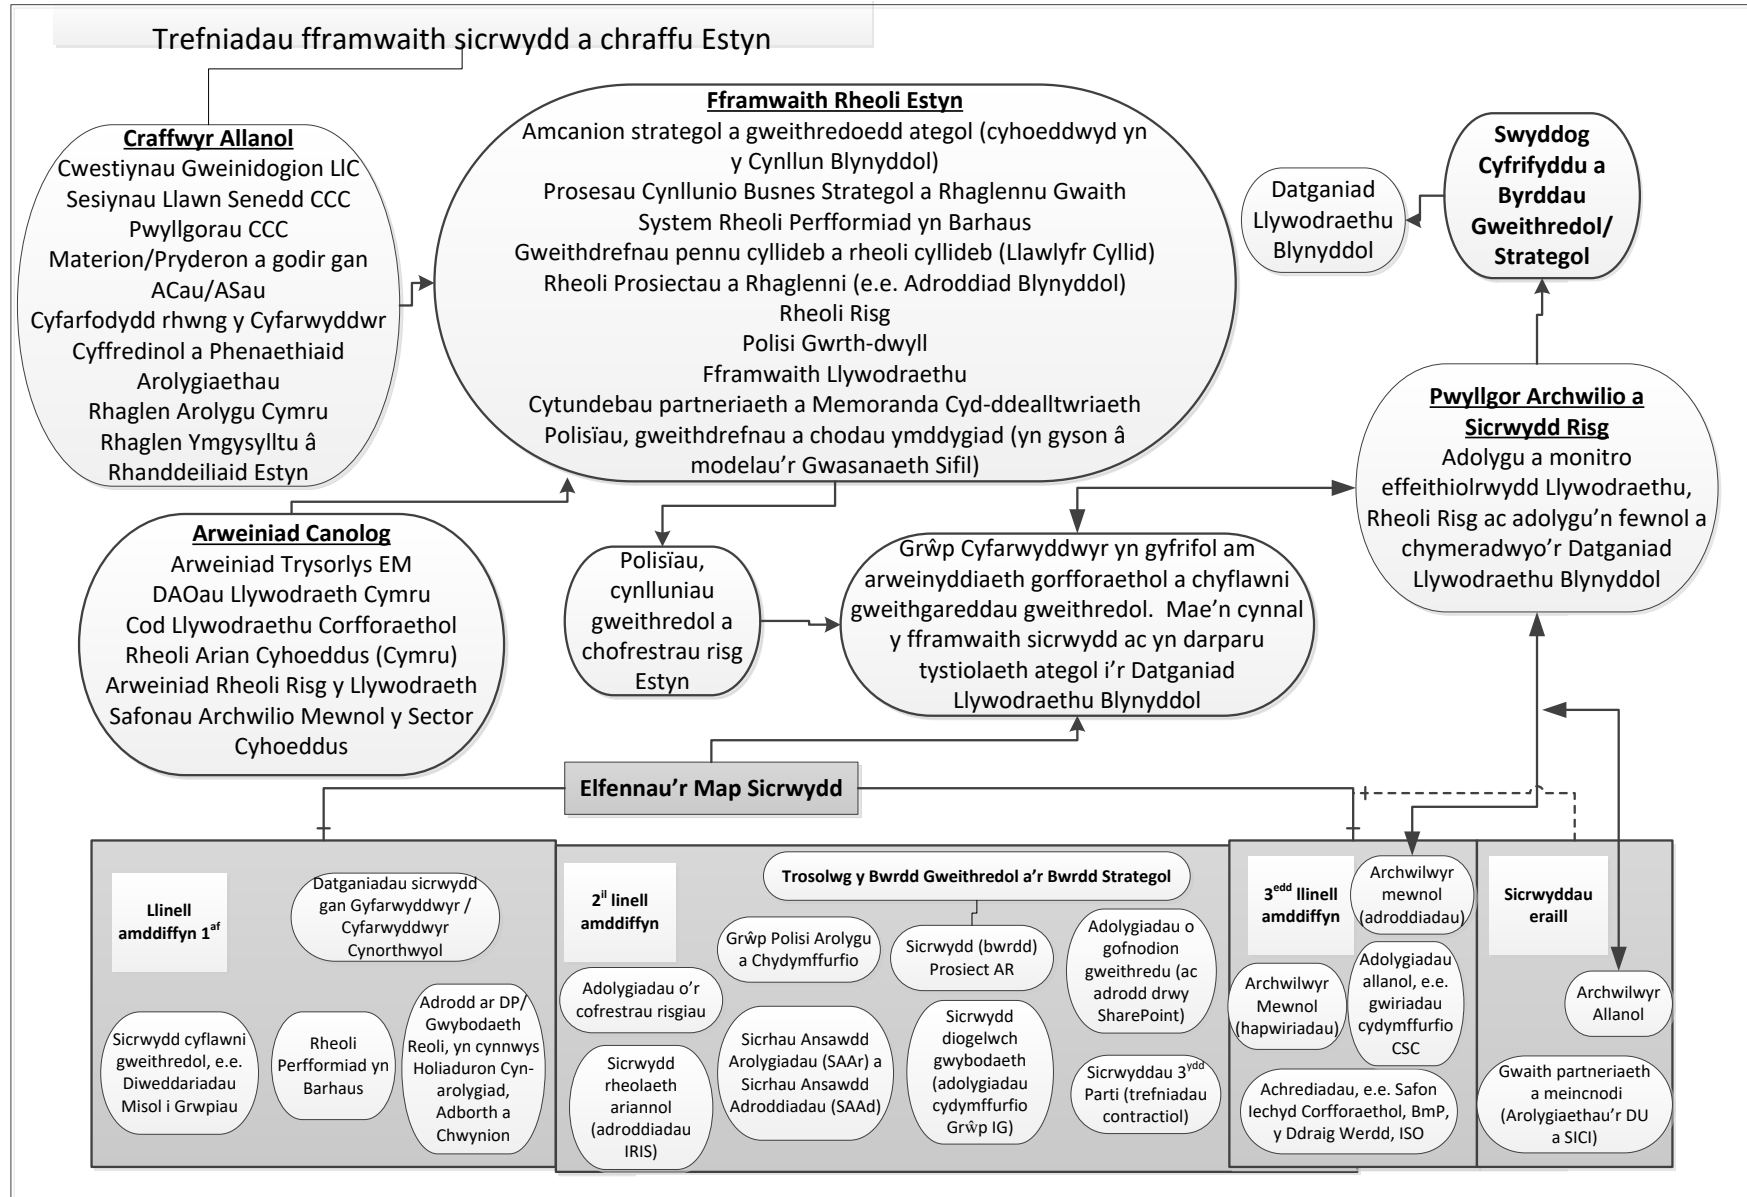 Trefniadau fframwaith sicrwydd a chraffu Estyn
Craffwyr Allanol
Cwestiynau Gweinidogion LlC
Sesiynau Llawn Senedd CCC
Pwyllgorau CCC
Materion/Pryderon a godir gan
ACau/ASau
Cyfarfodydd rhwng y Cyfarwyddwr
Cyffredinol a Phenaethiaid
Arolygiaethau
Rhaglen Arolygu Cymru
Rhaglen Ymgysylltu â
Rhanddeiliaid Estyn
Fframwaith Rheoli Estyn
Amcanion strategol a gweithredoedd ategol (cyhoeddwyd yn
y Cynllun Blynyddol)
Prosesau Cynllunio Busnes Strategol a Rhaglennu Gwaith
System Rheoli Perfformiad yn Barhaus
Gweithdrefnau pennu cyllideb a rheoli cyllideb (Llawlyfr Cyllid)
Rheoli Prosiectau a Rhaglenni (e.e. Adroddiad Blynyddol)
Rheoli Risg
Polisi Gwrth-dwyll
Fframwaith Llywodraethu
Cytundebau partneriaeth a Memoranda Cyd-ddealltwriaeth
Polisïau, gweithdrefnau a chodau ymddygiad (yn gyson â
modelau'r Gwasanaeth Sifil)
Datganiad
Llywodraethu
Blynyddol
Swyddog
Cyfrifyddu a
Byrddau
Gweithredol/
Strategol
Pwyllgor Archwilio a
Sicrwydd Risg
Adolygu a monitro
effeithiolrwydd Llywodraethu,
Rheoli Risg ac adolygu'n fewnol a
chymeradwyo'r Datganiad
Llywodraethu Blynyddol
Arweiniad Canolog
Arweiniad Trysorlys EM
DAOau Llywodraeth Cymru
Cod Llywodraethu Corfforaethol
Rheoli Arian Cyhoeddus (Cymru)
Arweiniad Rheoli Risg y Llywodraeth
Safonau Archwilio Mewnol y Sector
Cyhoeddus
Polisïau,
cynlluniau
gweithredol a
chofrestrau risg
Estyn
Grŵp Cyfarwyddwyr yn gyfrifol am
arweinyddiaeth gorfforaethol a chyflawni
gweithgareddau gweithredol.  Mae'n cynnal
y fframwaith sicrwydd ac yn darparu
tystiolaeth ategol i'r Datganiad
Llywodraethu Blynyddol
Elfennau'r Map Sicrwydd
Llinell
amddiffyn 1af
Datganiadau sicrwydd
gan Gyfarwyddwyr /
Cyfarwyddwyr
Cynorthwyol
Sicrwydd cyflawni
gweithredol, e.e.
Diweddariadau
Misol i Grwpiau
Rheoli
Perfformiad yn
Barhaus
Adrodd ar DP/
Gwybodaeth
Reoli, yn cynnwys
Holiaduron Cyn-
arolygiad,
Adborth a
Chwynion
2il linell
amddiffyn
Trosolwg y Bwrdd Gweithredol a'r Bwrdd Strategol
Adolygiadau o'r
cofrestrau risgiau
Grŵp Polisi Arolygu
a Chydymffurfio
Sicrwydd (bwrdd)
Prosiect AR
Adolygiadau o
gofnodion
gweithredu (ac
adrodd drwy
SharePoint)
Sicrwydd
rheolaeth
ariannol
(adroddiadau
IRIS)
Sicrhau Ansawdd
Arolygiadau (SAAr) a
Sicrhau Ansawdd
Adroddiadau (SAAd)
Sicrwydd
diogelwch
gwybodaeth
(adolygiadau
cydymffurfio
Grŵp IG)
Sicrwyddau 3ydd
Parti (trefniadau
contractiol)
3edd llinell
amddiffyn
Archwilwyr
mewnol
(adroddiadau)
Archwilwyr
Mewnol
(hapwiriadau)
Adolygiadau
allanol, e.e.
gwiriadau
cydymffurfio
CSC
Achrediadau, e.e. Safon
Iechyd Corfforaethol, BmP,
y Ddraig Werdd, ISO
Sicrwyddau
eraill
Archwilwyr
Allanol
Gwaith partneriaeth
a meincnodi
(Arolygiaethau'r DU
a SICI)